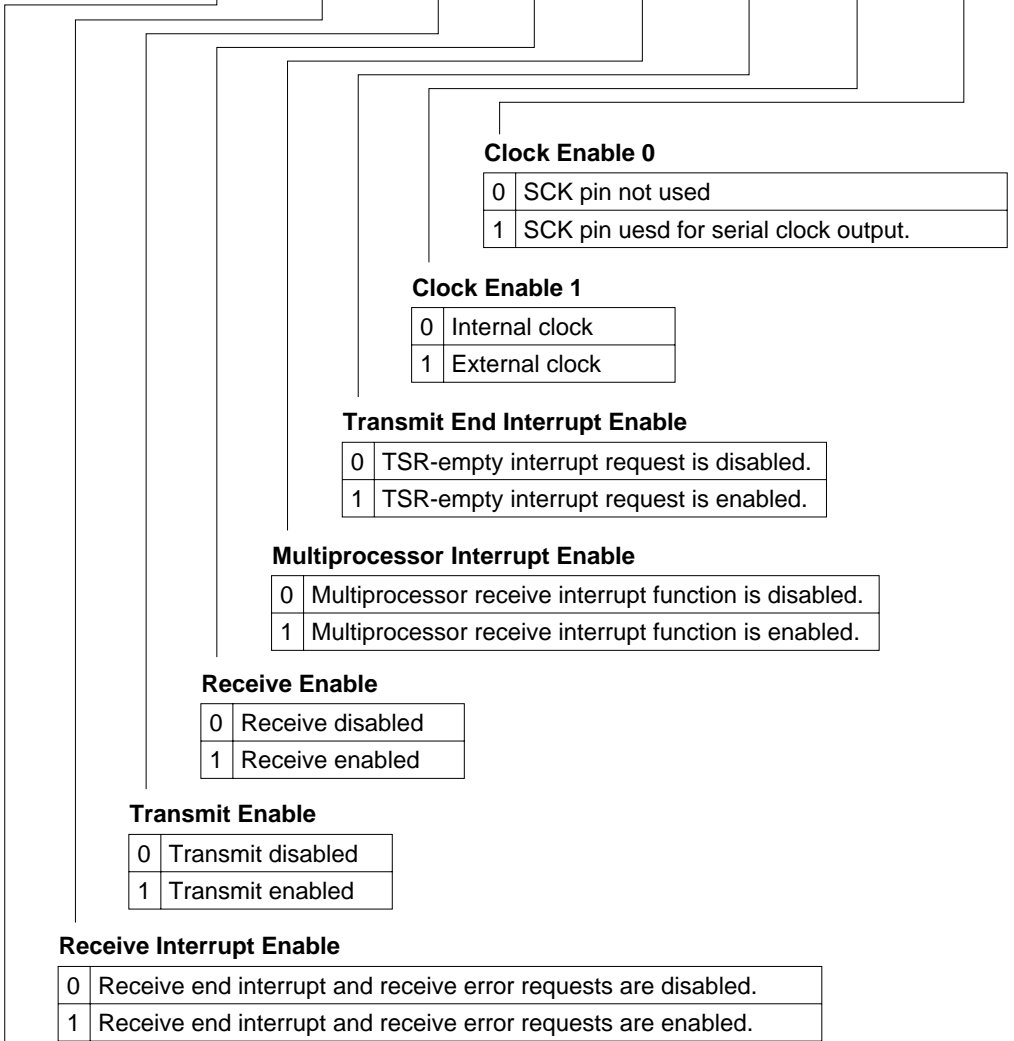 Clock Enable 0
0 SCK pin not used
1 SCK pin uesd for serial clock output.
Clock Enable 1
0 Internal clock
1 External clock
Transmit End Interrupt Enable
0 TSR-empty interrupt request is disabled.
1 TSR-empty interrupt request is enabled.
Multiprocessor Interrupt Enable
0 Multiprocessor receive interrupt function is disabled.
1 Multiprocessor receive interrupt function is enabled.
Receive Enable
0 Receive disabled
1 Receive enabled
Transmit Enable
0 Transmit disabled
1 Transmit enabled
Receive Interrupt Enable
0 Receive end interrupt and receive error requests are disabled.
1 Receive end interrupt and receive error requests are enabled.